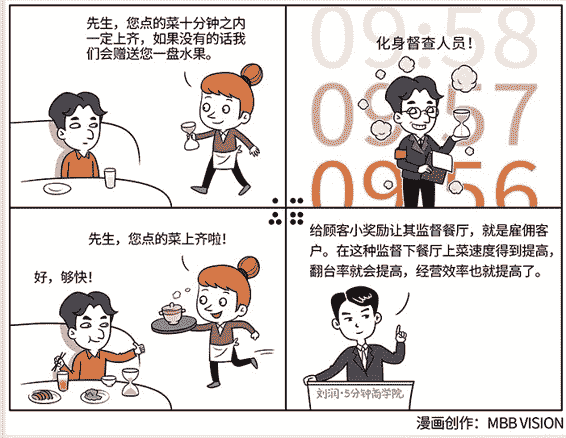 先生，您点的菜十分钟之内
一定上齐，如果没有的话我
们会赠送您一盘水果。
化身督查人员！
09:58
09:57
09:56
先生，您点的菜上齐啦！
好，够快！
给顾客小奖励让其监督餐厅，就是雇佣客
户。在这种监督下餐厅上菜速度得到提高，
翻台率就会提高，经营效率也就提高了。
刘润·5分钟商学院
漫画创作：MBB VISION